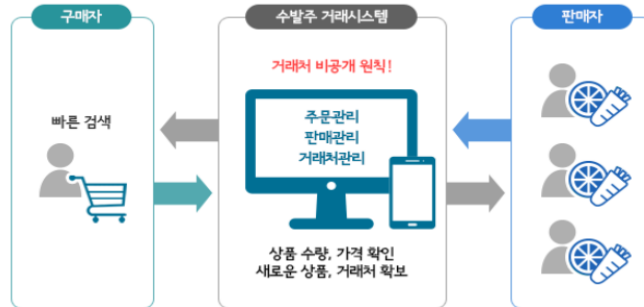 구매자
빠른 검색
수발주 거래시스템
거래처 비공개 원칙!
주문관리
판매관리
거래처관리
상품 수량, 가격 확인
새로운 상품, 거래처 확보
판매자